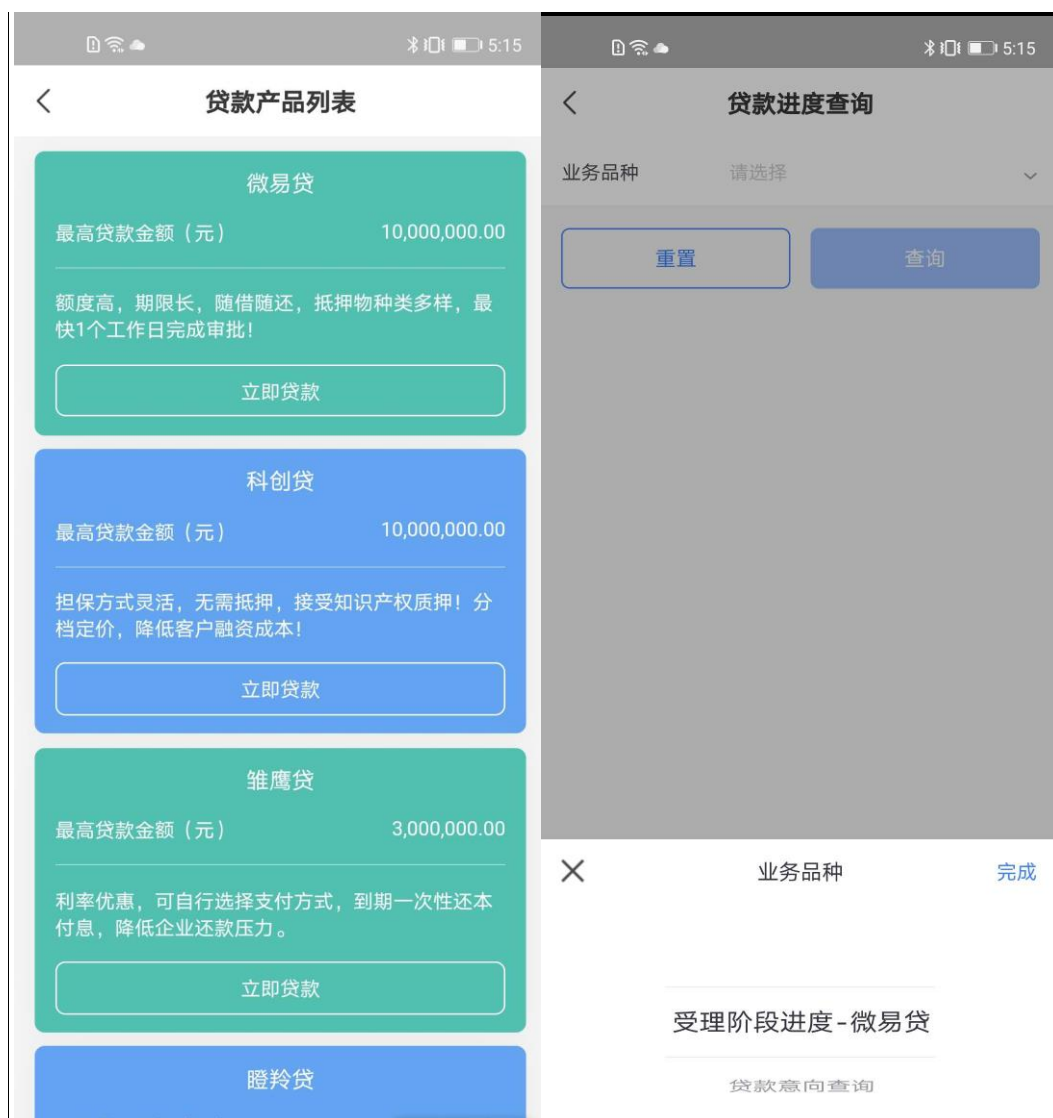 5:15
贷款产品列表
微易贷
最高贷款金额（元） 10,000,000.00
额度高，期限长，随借随还，抵押物种类多样，最
快1个工作日完成审批！
立即贷款
科创贷
最高贷款金额（元） 10,000,000.00
担保方式灵活，无需抵押，接受知识产权质押！分
档定价，降低客户融资成本！
立即贷款
雏鹰贷
最高贷款金额（元） 3,000,000.00
利率优惠，可自行选择支付方式，到期一次性还本
付息，降低企业还款压力。
立即贷款
瞪羚贷
5:15
贷款进度查询
业务品种 请选择
重置 查询
业务品种 完成
受理阶段进度-微易贷
贷款意向查询